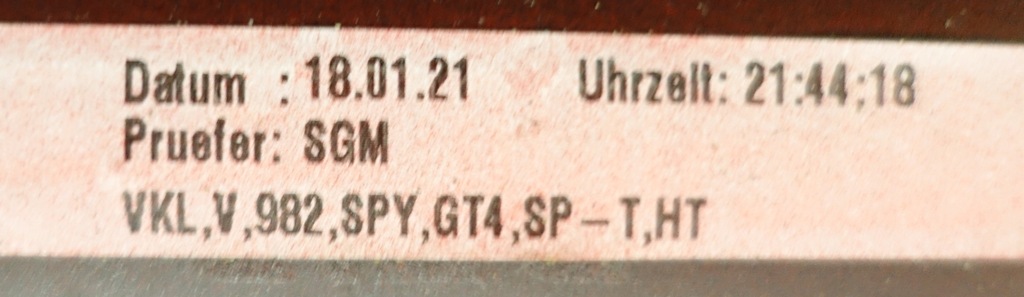 Datum : 18.01.21 Uhrzeit: 21:44:18
Pruefer: SGM
VKL,V,982,SPY,GT4,SP-T,HT